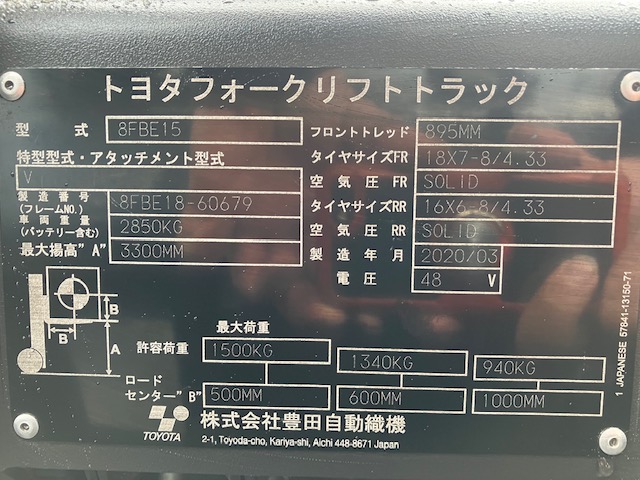 トヨタフォークリフトトラック
型式 8FBE15 フロントトレッド 895MM
特型型式・アタッチメント型式 タイヤサイズFR 18X7-8/4.33
V 空気圧 FR SOLID
製造番号(フレームNO.) 8FBE18-60679 タイヤサイズRR 16X6-8/4.33
車両重量(バッテリー含む) 2850KG 空気圧 RR SOLID
最大揚高"A" 3300MM 製造年月 2020/03
電圧 48 V
B
B A
最大荷重
許容荷重 1500KG 1340KG 940KG
ロードセンター"B" 500MM 600MM 1000MM
TOYOTA 株式会社豊田自動織機
2-1, Toyoda-cho, Kariya-shi, Aichi 448-8671 Japan
1 JAPANESE 57841-13150-71